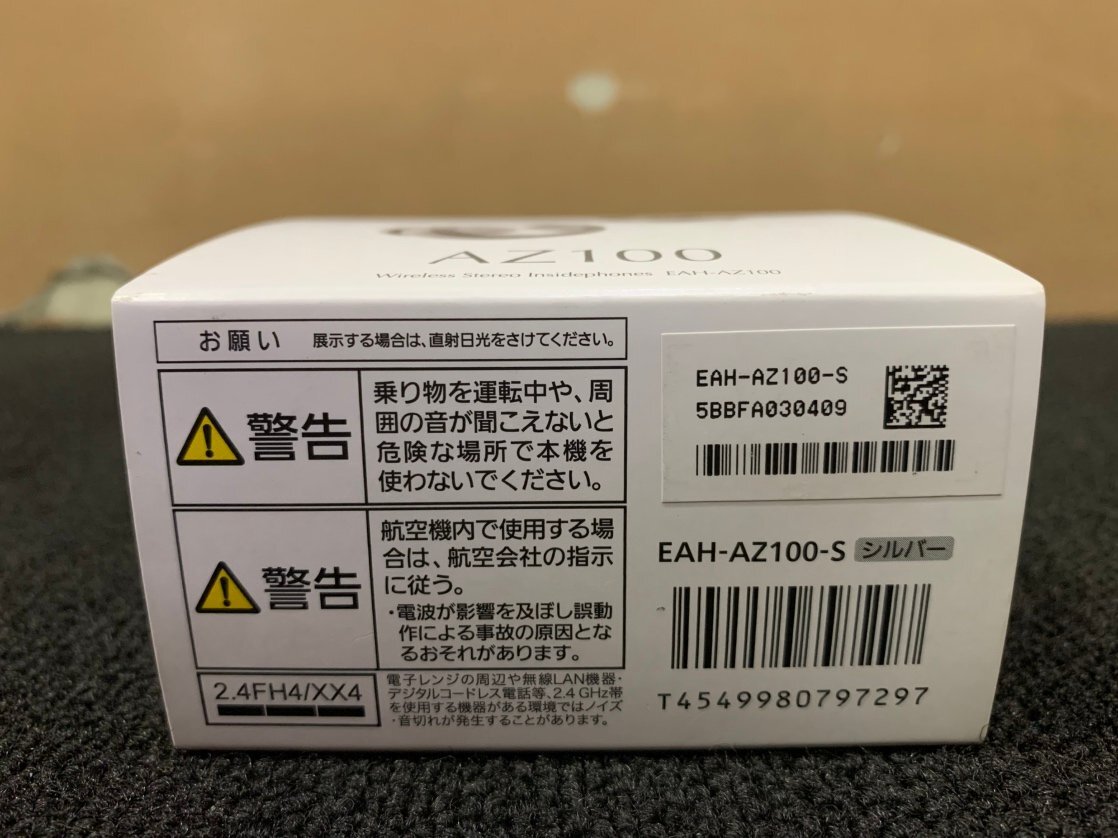 AZ100
Wireless Stereo Insidephones EAH-AZ100
お願い 展示する場合は、直射日光をさけてください。
警告
乗り物を運転中や、周
囲の音が聞こえないと
危険な場所で本機を
使わないでください。
警告
航空機内で使用する場
合は、航空会社の指示
に従う。
・電波が影響を及ぼし誤動
作による事故の原因とな
るおそれがあります。
2.4FH4/XX4
電子レンジの周辺や無線LAN機器・
デジタルコードレス電話等、2.4 GHz帯
を使用する機器がある環境ではノイズ
・音切れが発生することがあります。
EAH-AZ100-S
5BBFA030409
EAH-AZ100-S シルバー
T4549980797297